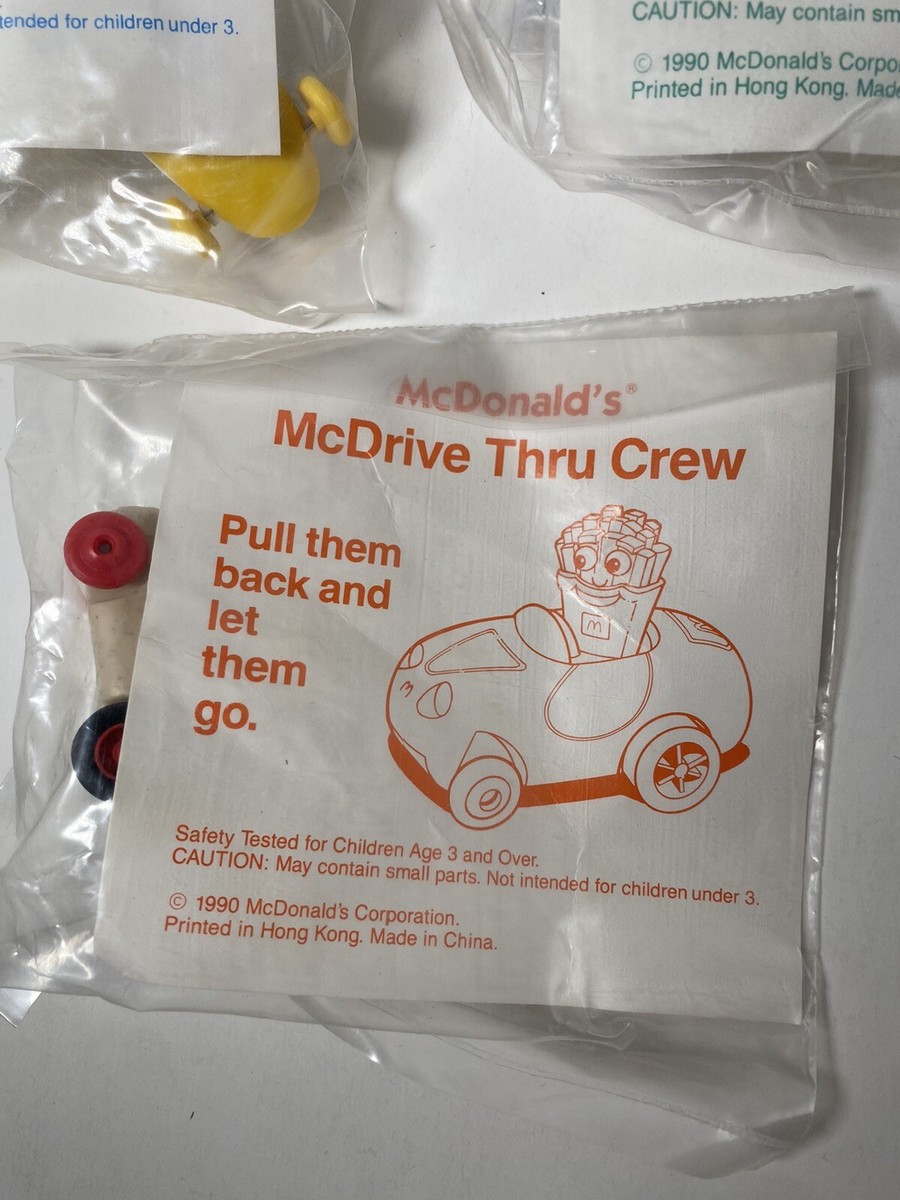 tended for children under 3.
CAUTION: May contain sm
© 1990 McDonald's Corpo
Printed in Hong Kong. Made
McDonald's®
McDrive Thru Crew
Pull them
back and
let
them
go.
m
m
Safety Tested for Children Age 3 and Over.
CAUTION: May contain small parts. Not intended for children under 3.
© 1990 McDonald's Corporation.
Printed in Hong Kong. Made in China.